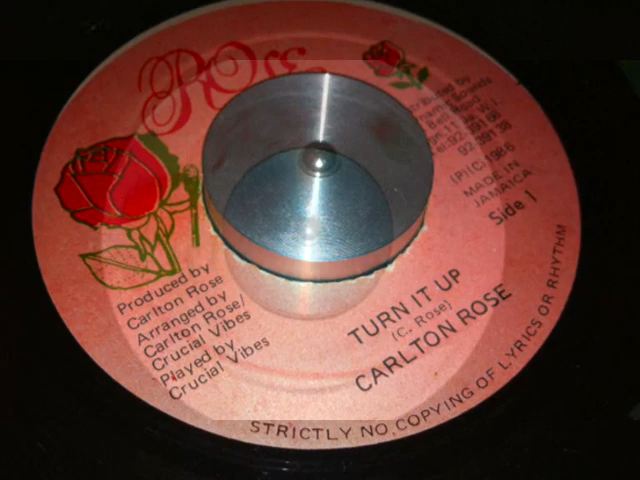 Rose
(P)(C)1986
MADE IN
JAMAICA
Side 1
Produced by
Carlton Rose
Arranged by
Carlton Rose/
Crucial Vibes
Played by
Crucial Vibes
TURN IT UP
(C. Rose)
CARLTON ROSE
STRICTLY NO COPYING OF LYRICS OR RHYTHM